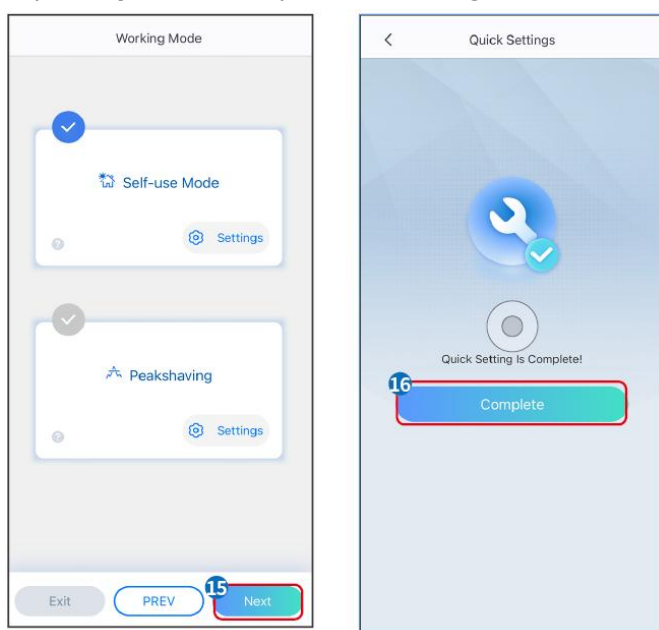 Working Mode
Self-use Mode
? Settings
Peakshaving
? Settings
Exit PREV 15 Next
< Quick Settings
Quick Setting Is Complete!
16
Complete